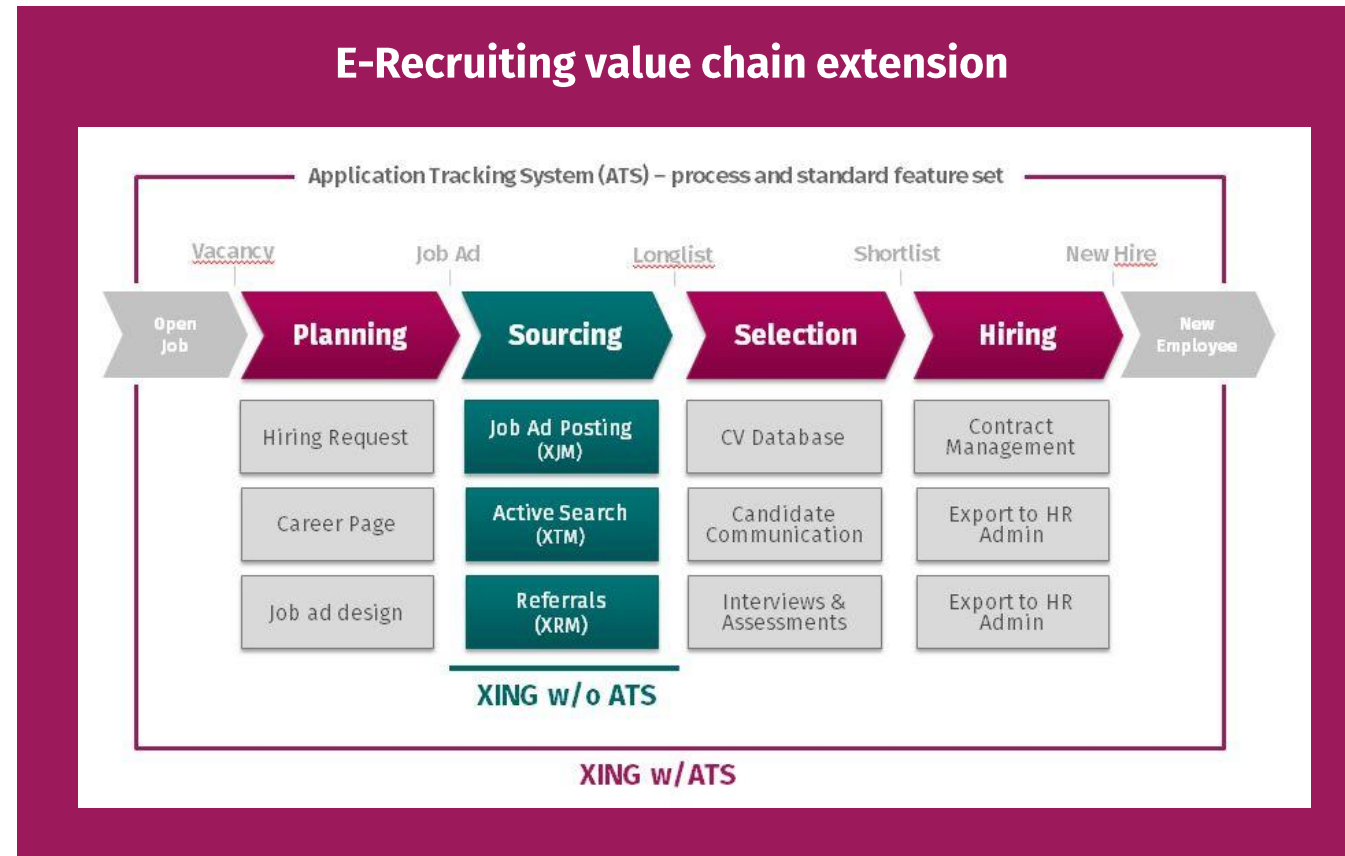 E-Recruiting value chain extension
Application Tracking System (ATS) – process and standard feature set
Vacancy
Job Ad
Longlist
Shortlist
New Hire
Open
Job
Planning
Sourcing
Selection
Hiring
New
Employee
Hiring Request
Job Ad Posting
(XJM)
CV Database
Contract
Management
Career Page
Active Search
(XTM)
Candidate
Communication
Export to HR
Admin
Job ad design
Referrals
(XRM)
Interviews &
Assessments
Export to HR
Admin
XING w/o ATS
XING w/ATS